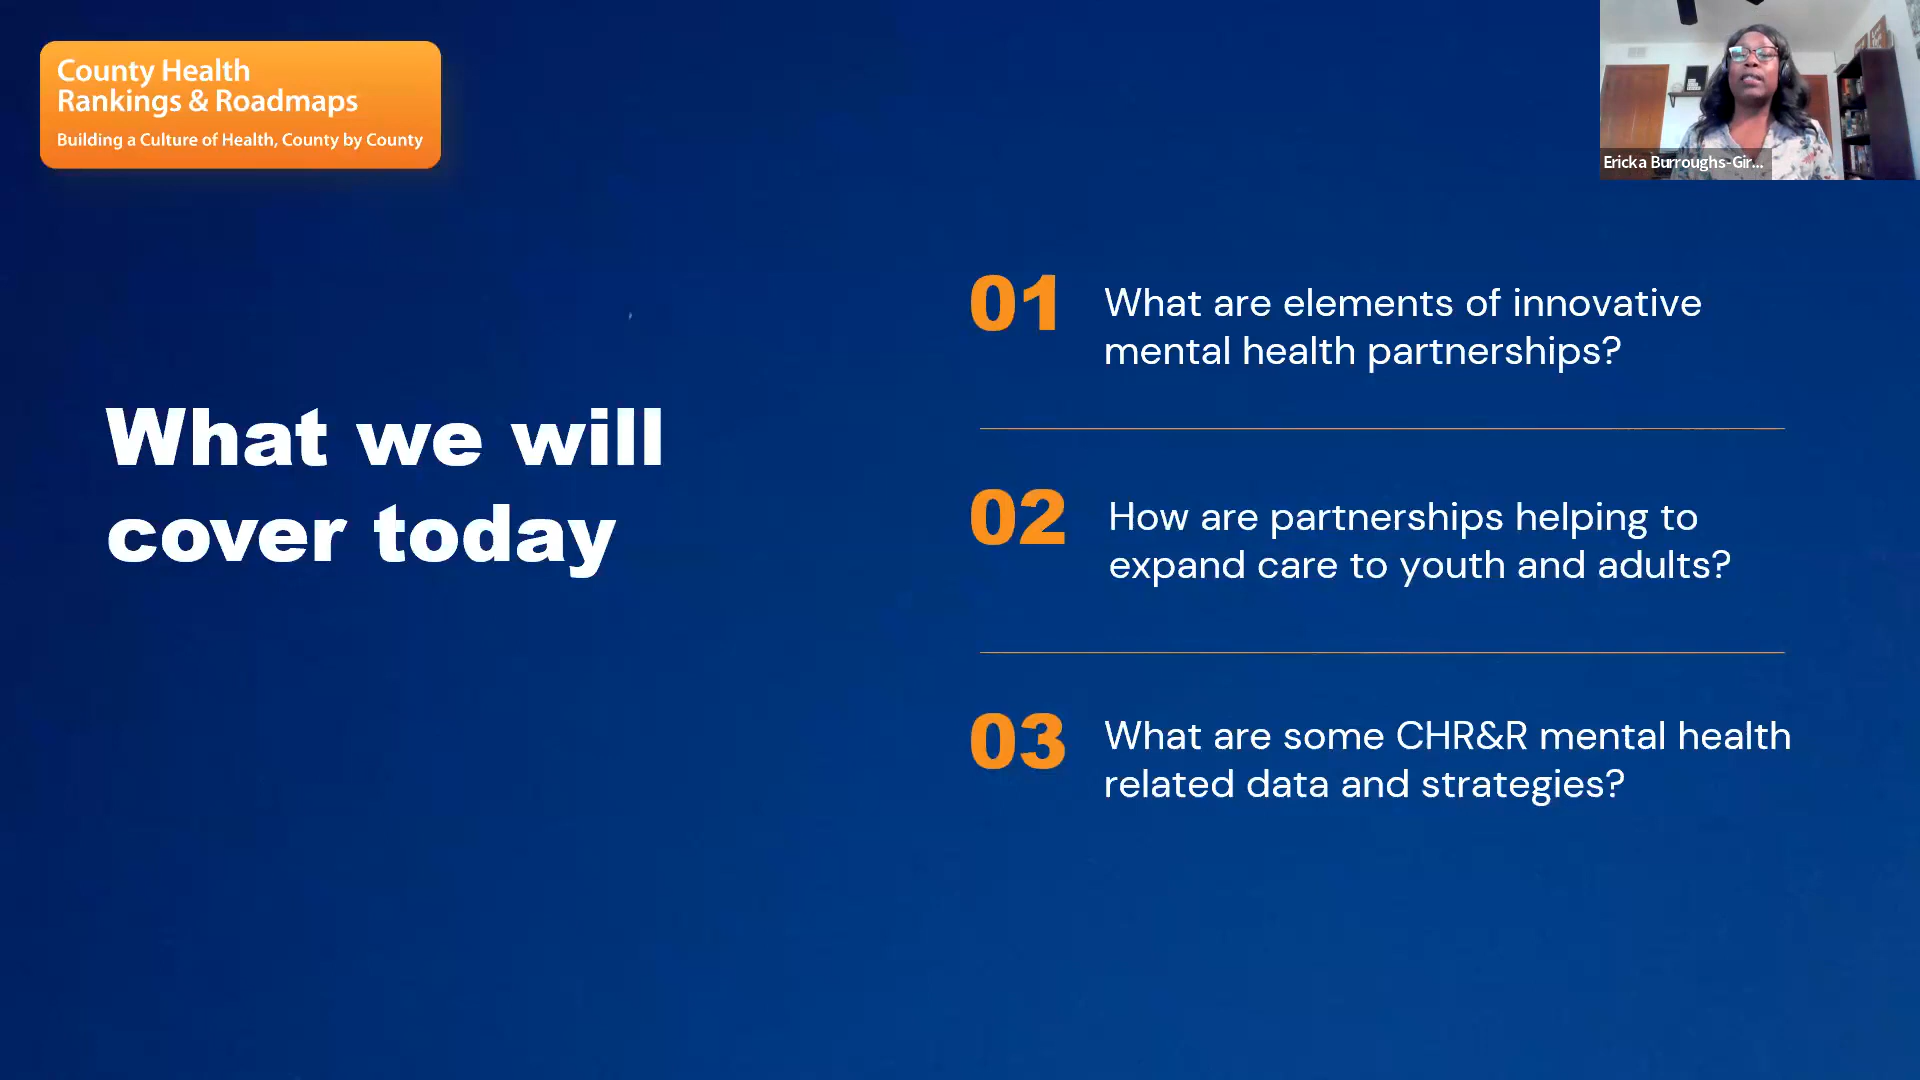 County Health
Rankings & Roadmaps
Building a Culture of Health, County by County
Ericka Burroughs-Gir...
What we will
cover today
01
What are elements of innovative
mental health partnerships?
02
How are partnerships helping to
expand care to youth and adults?
03
What are some CHR&R mental health
related data and strategies?